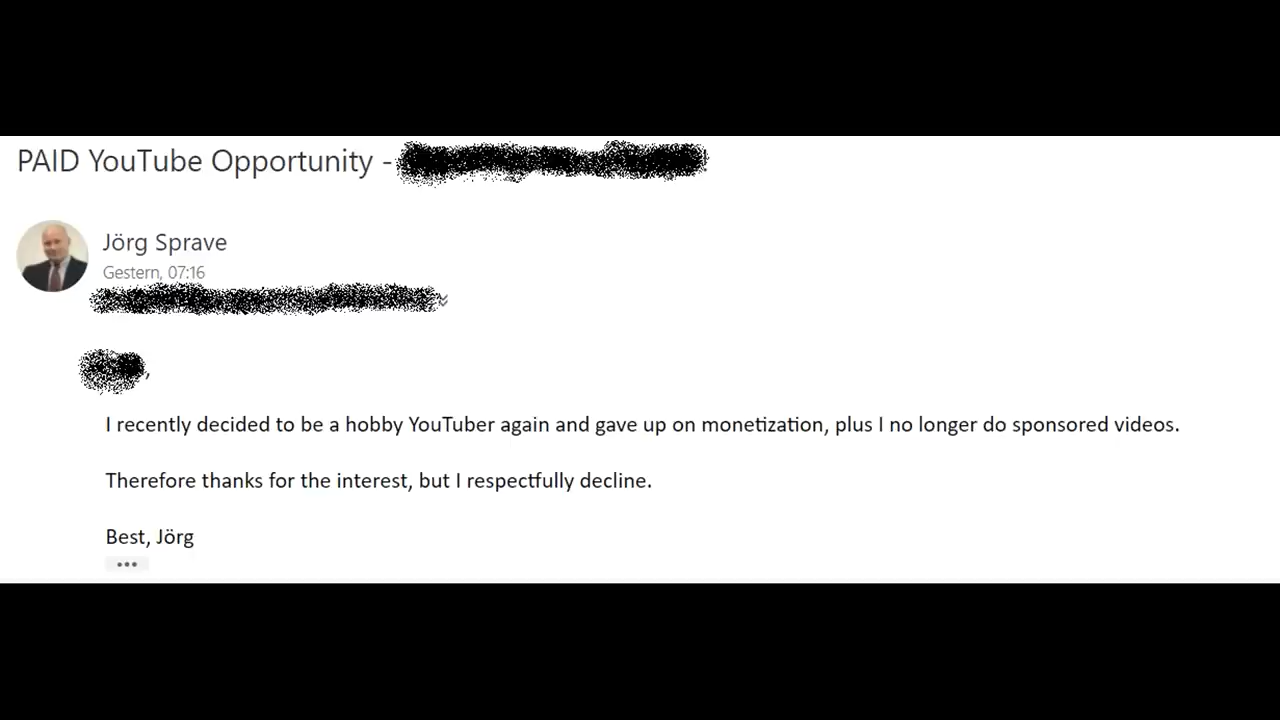 PAID YouTube Opportunity -
Jörg Sprave
Gestern, 07:16
,
I recently decided to be a hobby YouTuber again and gave up on monetization, plus I no longer do sponsored videos.
Therefore thanks for the interest, but I respectfully decline.
Best, Jörg